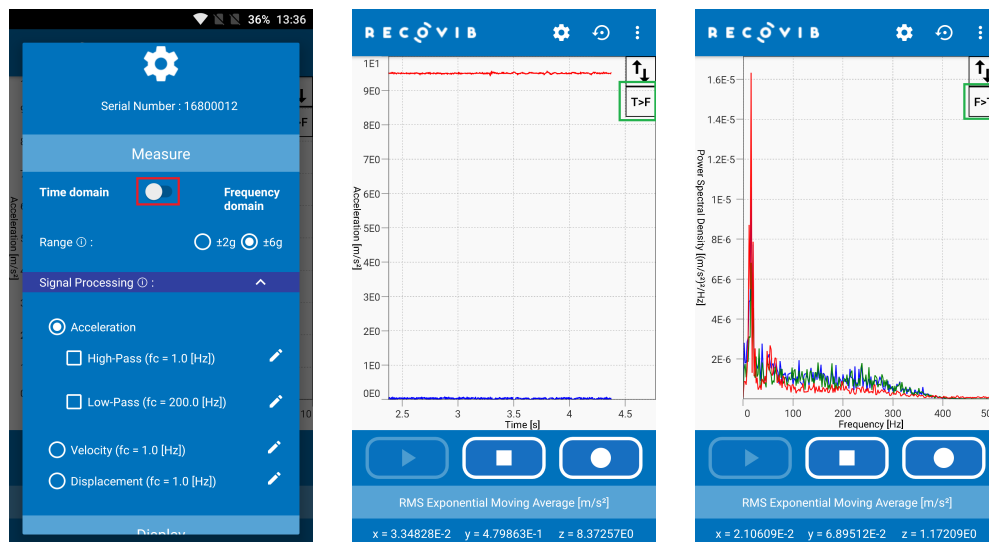 36% 13:36
Serial Number : 16800012
Measure
Time domain
Frequency
domain
Range ⓘ :
±2g
±6g
Signal Processing ⓘ :
Acceleration
High-Pass (fc = 1.0 [Hz])
Low-Pass (fc = 200.0 [Hz])
Velocity (fc = 1.0 [Hz])
Displacement (fc = 1.0 [Hz])
Display
Acceleration [m/s²]
10
RECOVIB
T>F
1E1
9E0
8E0
7E0
6E0
5E0
4E0
3E0
2E0
1E0
0E0
Acceleration [m/s²]
2.5 3 3.5 4 4.5
Time [s]
RMS Exponential Moving Average [m/s²]
x = 3.34828E-2 y = 4.79863E-1 z = 8.37257E0
RECOVIB
F>T
1.6E-5
1.4E-5
1.2E-5
1E-5
8E-6
6E-6
4E-6
2E-6
Power Spectral Density [(m/s²)²/Hz]
0 100 200 300 400 50
Frequency [Hz]
RMS Exponential Moving Average [m/s²]
x = 2.10609E-2 y = 6.89512E-2 z = 1.17209E0